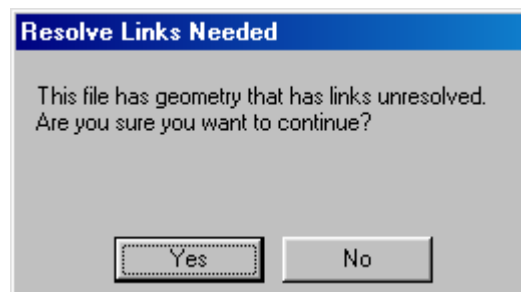 Resolve Links Needed
This file has geometry that has links unresolved.
Are you sure you want to continue?
Yes No